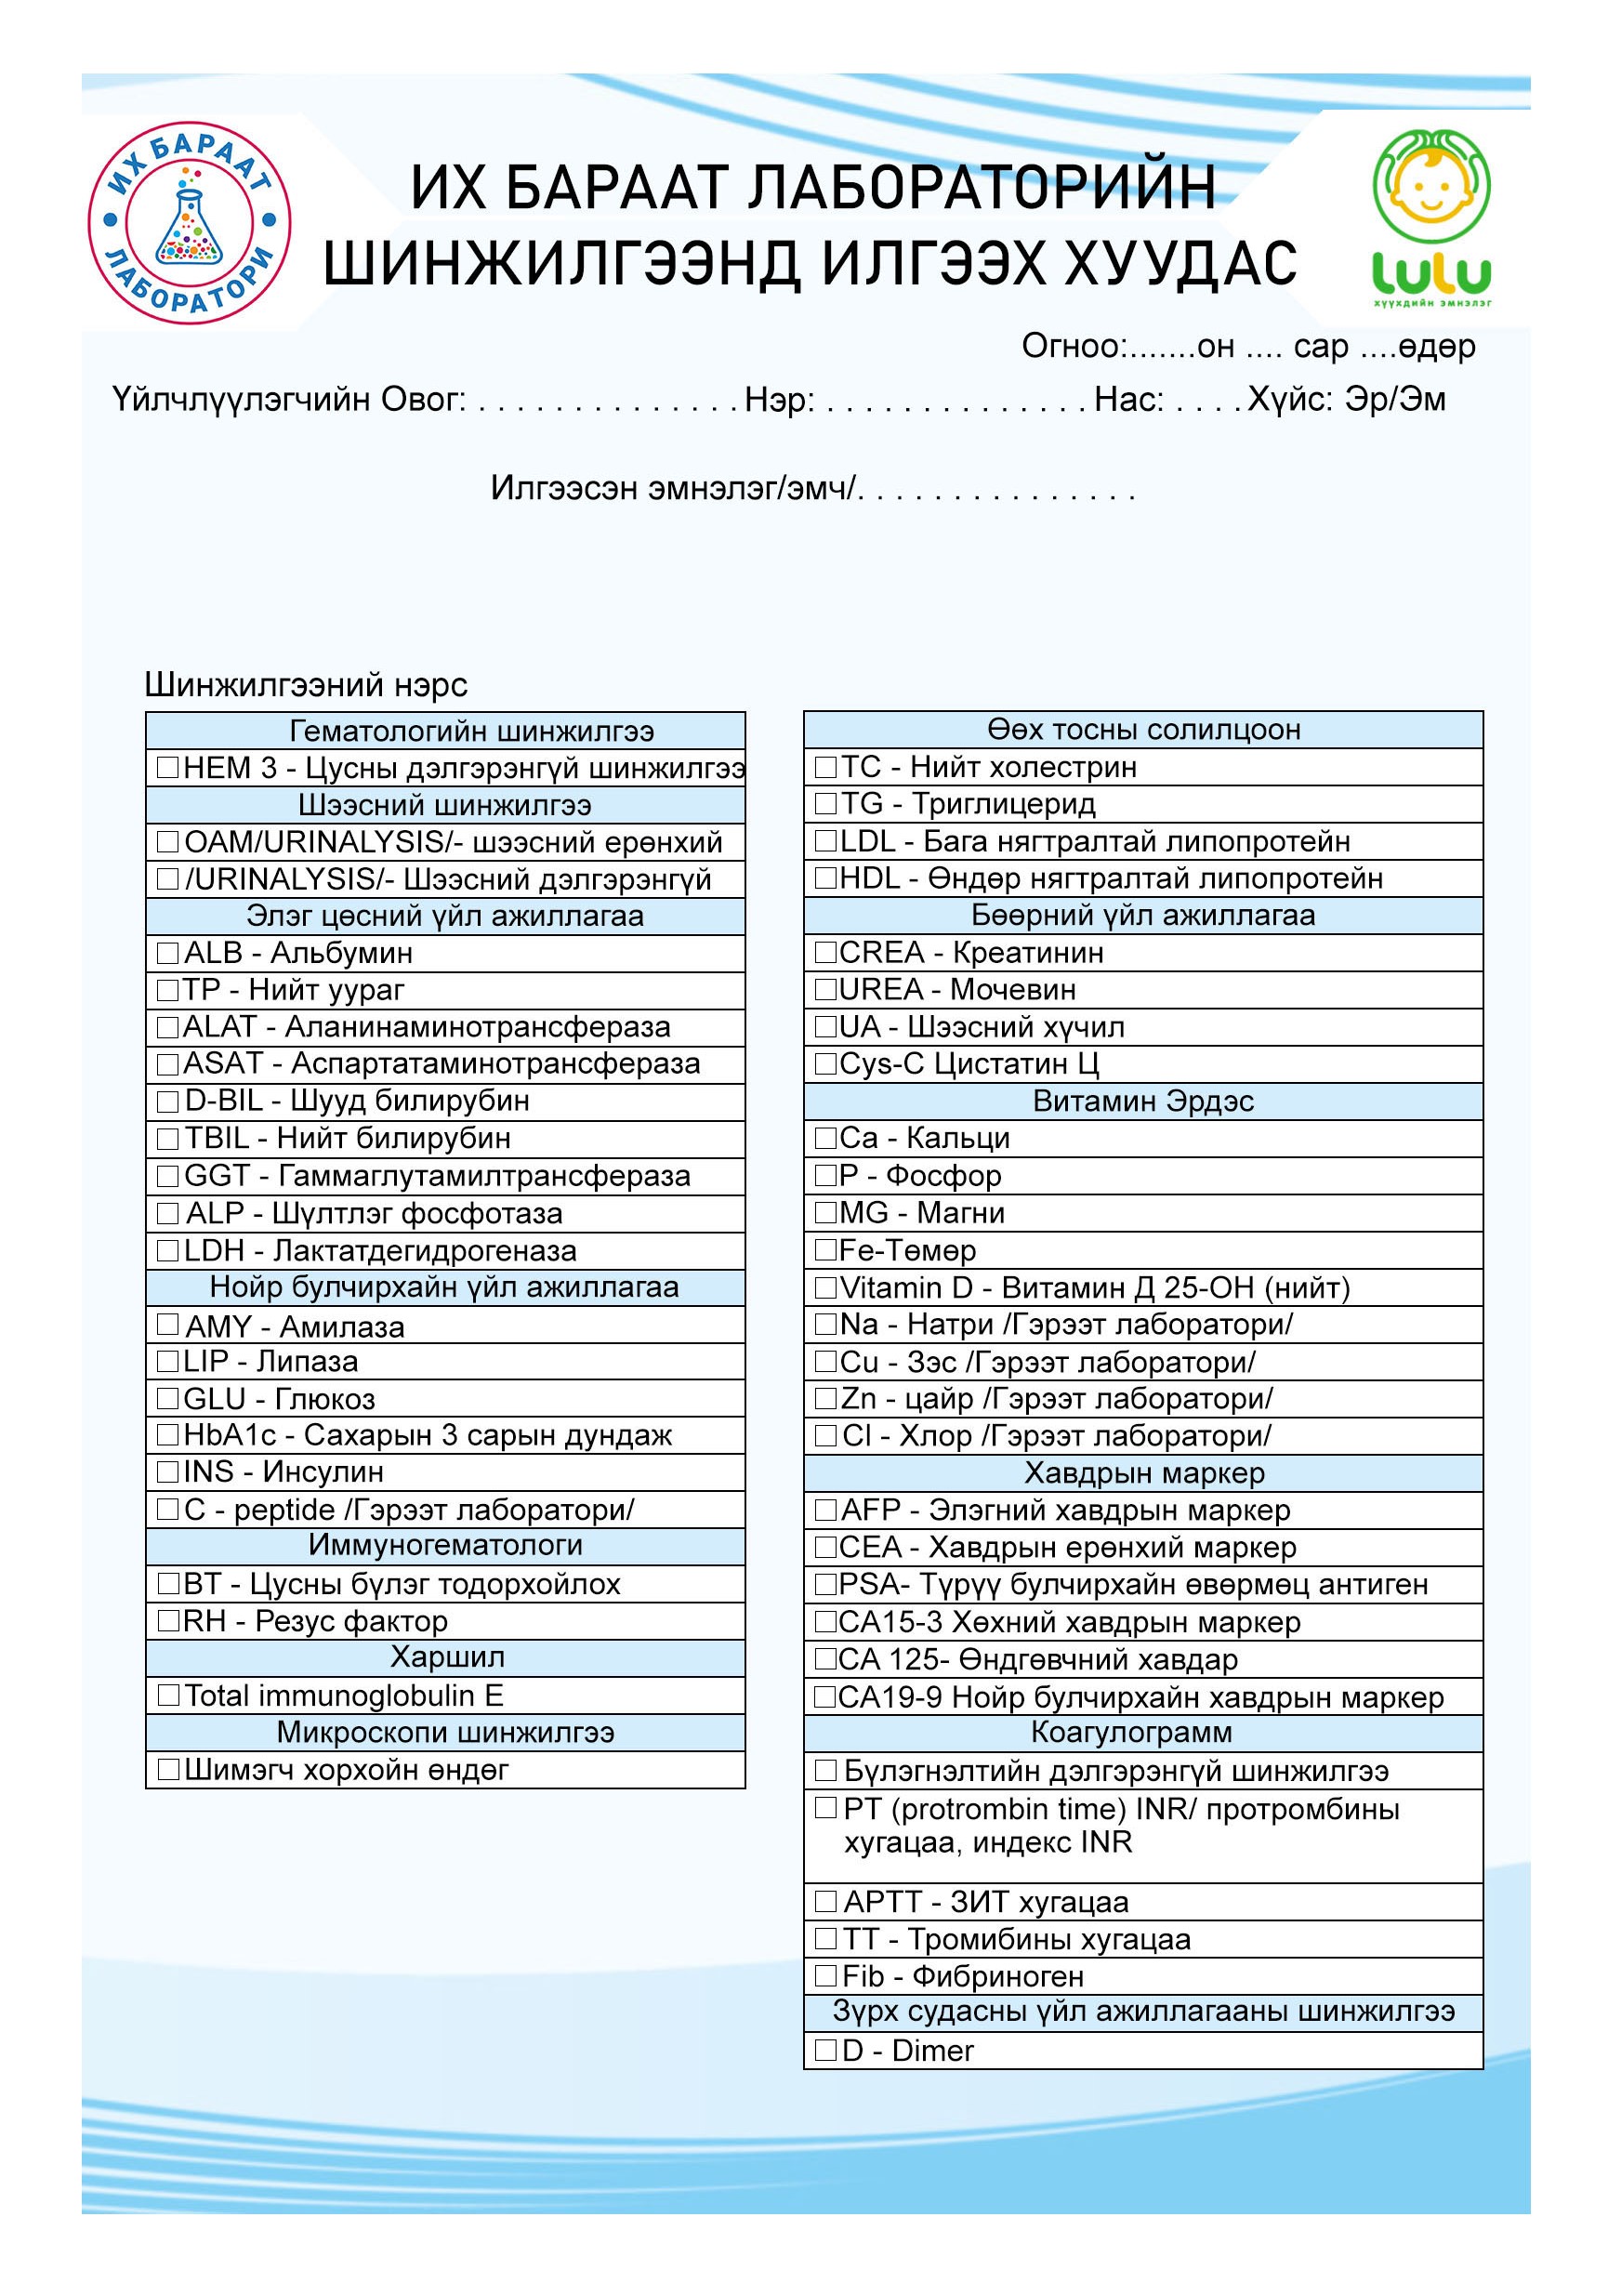 ИХ БАРААТ ЛАБОРАТОРИ
ИХ БАРААТ ЛАБОРАТОРИЙН
ШИНЖИЛГЭЭНД ИЛГЭЭХ ХУУДАС
LULU
ХҮҮХДИЙН ЭМНЭЛЭГ
Огноо:.......он .... сар ....өдөр
Үйлчлүүлэгчийн Овог: . . . . . . . . . . . . . . Нэр: . . . . . . . . . . . . . . Нас: . . . . Хүйс: Эр/Эм
Илгээсэн эмнэлэг/эмч/. . . . . . . . . . . . . . .
Шинжилгээний нэрс
Гематологийн шинжилгээ
HEM 3 - Цусны дэлгэрэнгүй шинжилгээ
Шээсний шинжилгээ
OAM/URINALYSIS/- шээсний ерөнхий
/URINALYSIS/- Шээсний дэлгэрэнгүй
Элэг цөсний үйл ажиллагаа
ALB - Альбумин
TP - Нийт уураг
ALAT - Аланинаминотрансфераза
ASAT - Аспартатаминотрансфераза
D-BIL - Шууд билирубин
TBIL - Нийт билирубин
GGT - Гаммаглутамилтрансфераза
ALP - Шүлтлэг фосфотаза
LDH - Лактатдегидрогеназа
Нойр булчирхайн үйл ажиллагаа
AMY - Амилаза
LIP - Липаза
GLU - Глюкоз
HbA1c - Сахарын 3 сарын дундаж
INS - Инсулин
C - peptide /Гэрээт лаборатори/
Иммуногематологи
BT - Цусны бүлэг тодорхойлох
RH - Резус фактор
Харшил
Total immunoglobulin E
Микроскопи шинжилгээ
Шимэгч хорхойн өндөг
Өөх тосны солилцоон
TC - Нийт холестрин
TG - Триглицерид
LDL - Бага нягтралтай липопротейн
HDL - Өндөр нягтралтай липопротейн
Бөөрний үйл ажиллагаа
CREA - Креатинин
UREA - Мочевин
UA - Шээсний хүчил
Cys-C Цистатин Ц
Витамин Эрдэс
Ca - Кальци
P - Фосфор
MG - Магни
Fe-Төмөр
Vitamin D - Витамин Д 25-OH (нийт)
Na - Натри /Гэрээт лаборатори/
Cu - Зэс /Гэрээт лаборатори/
Zn - цайр /Гэрээт лаборатори/
Cl - Хлор /Гэрээт лаборатори/
Хавдрын маркер
AFP - Элэгний хавдрын маркер
CEA - Хавдрын ерөнхий маркер
PSA- Түрүү булчирхайн өвөрмөц антиген
CA15-3 Хөхний хавдрын маркер
CA 125- Өндгөвчний хавдар
CA19-9 Нойр булчирхайн хавдрын маркер
Коагулограмм
Бүлэгнэлтийн дэлгэрэнгүй шинжилгээ
PT (protrombin time) INR/ протромбины
хугацаа, индекс INR
APTT - ЗИТ хугацаа
TT - Тромибины хугацаа
Fib - Фибриноген
Зүрх судасны үйл ажиллагааны шинжилгээ
D - Dimer